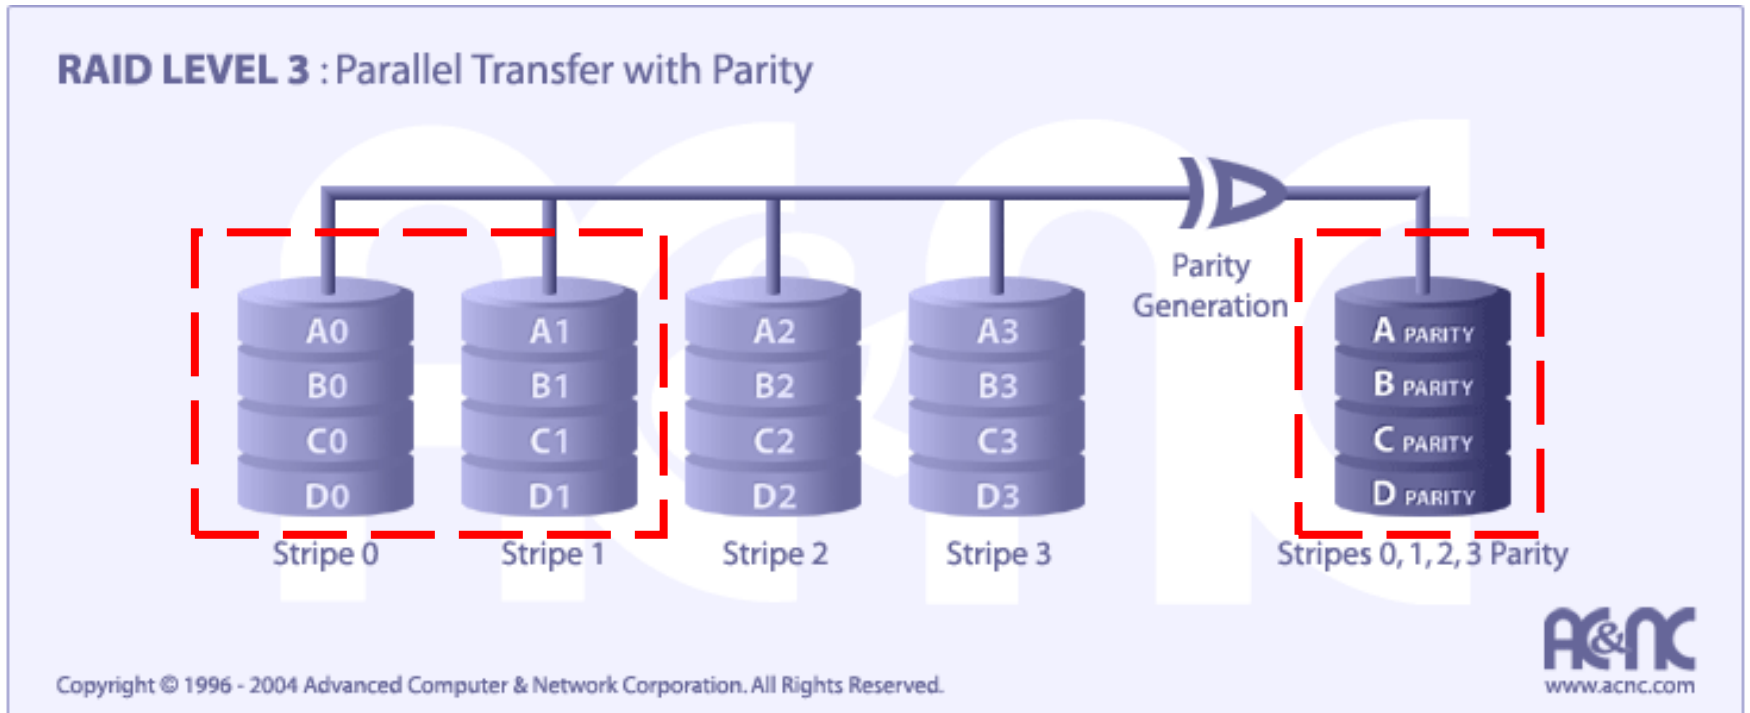 RAID LEVEL 3 : Parallel Transfer with Parity
Parity
Generation
A0 A1 A2 A3 A PARITY
B0 B1 B2 B3 B PARITY
C0 C1 C2 C3 C PARITY
D0 D1 D2 D3 D PARITY
Stripe 0 Stripe 1 Stripe 2 Stripe 3 Stripes 0, 1, 2, 3 Parity
AC&NC
www.acnc.com
Copyright © 1996 - 2004 Advanced Computer & Network Corporation. All Rights Reserved.